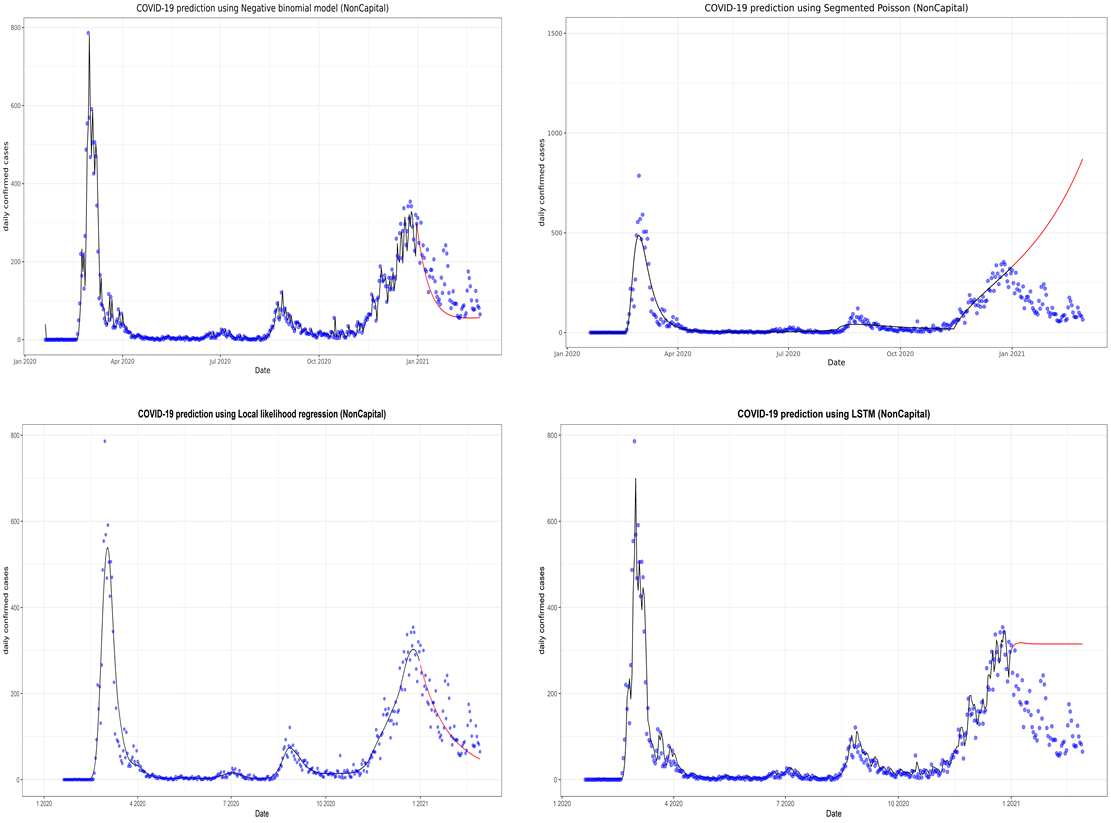 COVID-19 prediction using Negative binomial model (NonCapital)
800
600
400
200
0
daily confirmed cases
Jan 2020 Apr 2020 Jul 2020 Oct 2020 Jan 2021
Date
COVID-19 prediction using Segmented Poisson (NonCapital)
1500
1000
500
0
daily confirmed cases
Jan 2020 Apr 2020 Jul 2020 Oct 2020 Jan 2021
Date
COVID-19 prediction using Local likelihood regression (NonCapital)
800
600
400
200
0
daily confirmed cases
1 2020 4 2020 7 2020 10 2020 1 2021
Date
COVID-19 prediction using LSTM (NonCapital)
800
600
400
200
0
daily confirmed cases
1 2020 4 2020 7 2020 10 2020 1 2021
Date